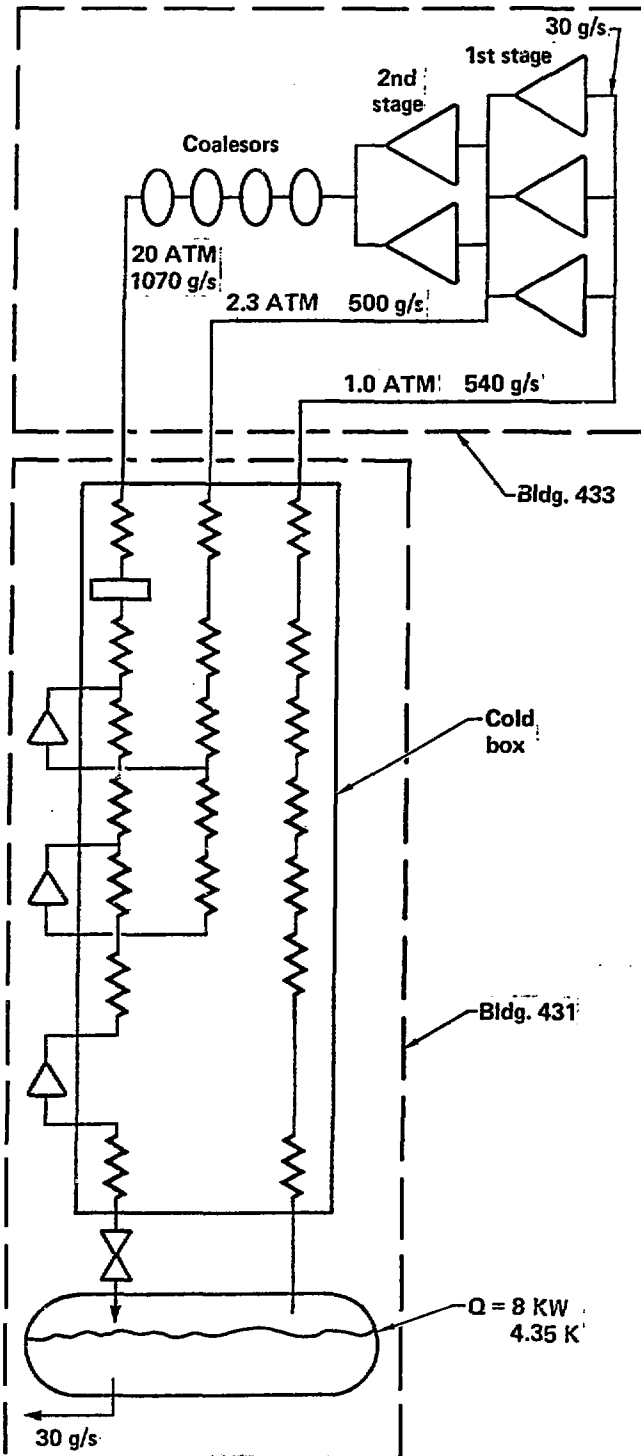 30 g/s
1st stage
2nd
stage
Coalesors
20 ATM
1070 g/s
2.3 ATM 500 g/s
1.0 ATM 540 g/s
Bldg. 433
Cold
box
Bldg. 431
Q = 8 KW
4.35 K
30 g/s